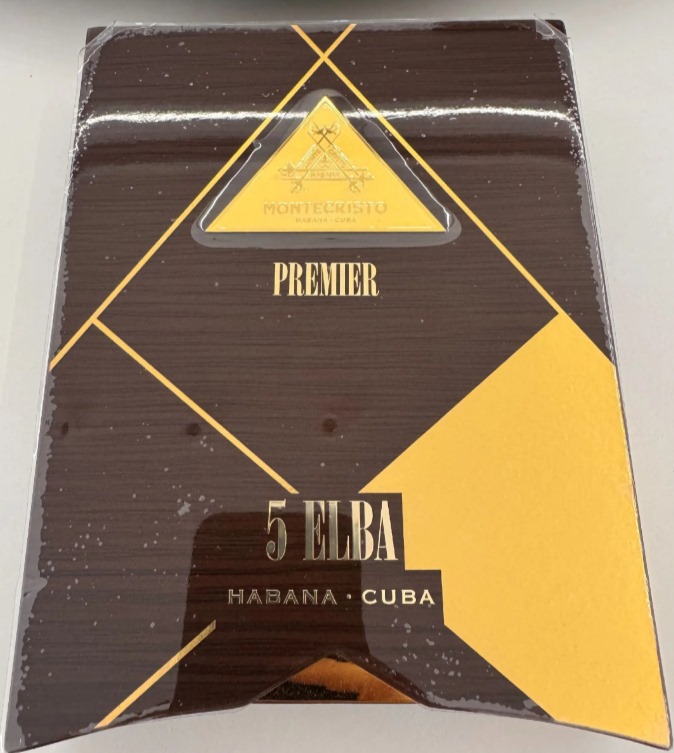 MONTECRISTO
HABANA · CUBA
PREMIER
5 ELBA
HABANA · CUBA